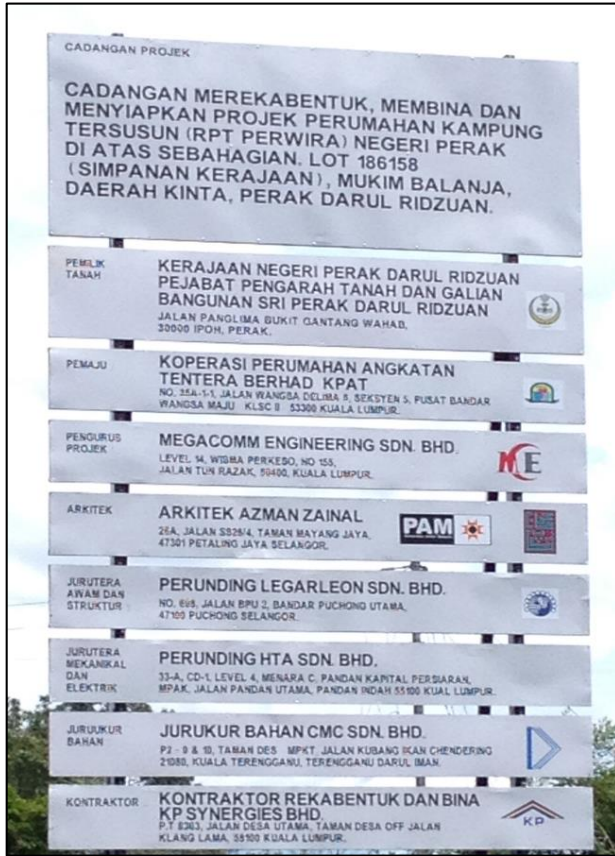 CADANGAN PROJEK
CADANGAN MEREKABENTUK, MEMBINA DAN
MENYIAPKAN PROJEK PERUMAHAN KAMPUNG
TERSUSUN (RPT PERWIRA) NEGERI PERAK
DI ATAS SEBAHAGIAN. LOT 186158
(SIMPANAN KERAJAAN), MUKIM BALANJA,
DAERAH KINTA, PERAK DARUL RIDZUAN.
PEMILIK
TANAH
KERAJAAN NEGERI PERAK DARUL RIDZUAN
PEJABAT PENGARAH TANAH DAN GALIAN
BANGUNAN SRI PERAK DARUL RIDZUAN
JALAN PANGLIMA BUKIT GANTANG WAHAB,
30000 IPOH, PERAK.
PEMAJU
KOPERASI PERUMAHAN ANGKATAN
TENTERA BERHAD KPAT
NO. 35A-1-1, JALAN WANGSA DELIMA 6, SEKSYEN 5, PUSAT BANDAR
WANGSA MAJU KLSC II 53300 KUALA LUMPUR.
PENGURUS
PROJEK
MEGACOMM ENGINEERING SDN. BHD.
LEVEL 14, WISMA PERKESO, NO 155,
JALAN TUN RAZAK, 50400, KUALA LUMPUR.
ME
ARKITEK
ARKITEK AZMAN ZAINAL
26A, JALAN SS25/4, TAMAN MAYANG JAYA,
47301 PETALING JAYA SELANGOR.
PAM
JURUTERA
AWAM DAN
STRUKTUR
PERUNDING LEGARLEON SDN. BHD.
NO. 69B, JALAN BPU 2, BANDAR PUCHONG UTAMA,
47100 PUCHONG SELANGOR.
JURUTERA
MEKANIKAL
DAN
ELEKTRIK
PERUNDING HTA SDN. BHD.
33-A, CD-1, LEVEL 4, MENARA C, PANDAN KAPITAL PERSIARAN,
MPAK, JALAN PANDAN UTAMA, PANDAN INDAH 55100 KUAL LUMPUR.
JURUUKUR
BAHAN
JURUKUR BAHAN CMC SDN. BHD.
P2 - 9 & 10, TAMAN DES MPKT, JALAN KUBANG IKAN CHENDERING
21080, KUALA TERENGGANU, TERENGGANU DARUL IMAN.
KONTRAKTOR
KONTRAKTOR REKABENTUK DAN BINA
KP SYNERGIES BHD.
P.T 8363, JALAN DESA UTAMA, TAMAN DESA OFF JALAN
KLANG LAMA, 58100 KUALA LUMPUR.
KP